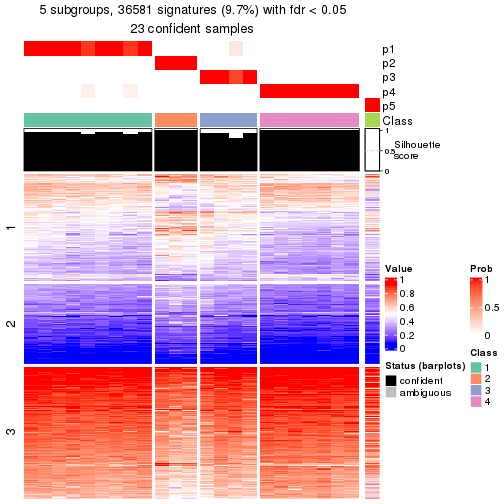 5 subgroups, 36581 signatures (9.7%) with fdr < 0.05
23 confident samples
p1
p2
p3
p4
p5
Class
1
0.5
0
Silhouette
score
1
2
3
Value
1
0.8
0.6
0.4
0.2
0
Prob
1
0.5
0
Status (barplots)
confident
ambiguous
Class
1
2
3
4